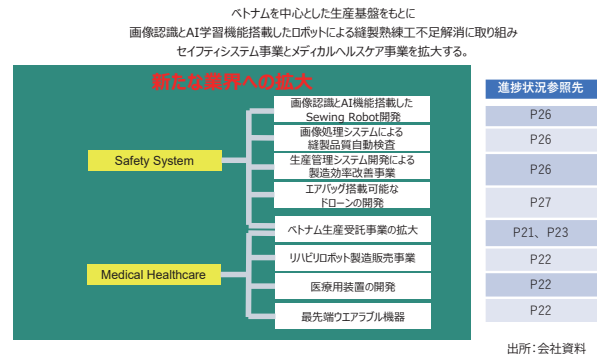 ベトナムを中心とした生産基盤をもとに
画像認識とAI学習機能搭載したロボットによる縫製熟練工不足解消に取り組み
セイフティシステム事業とメディカルヘルスケア事業を拡大する。
新たな業界への拡大
進捗状況参照先
画像認識とAI機能搭載した
Sewing Robot開発
P26
画像処理システムによる
縫製品質自動検査
P26
Safety System
生産管理システム開発による
製造効率改善事業
P26
エアバッグ搭載可能な
ドローンの開発
P27
ベトナム生産受託事業の拡大
P21、P23
リハビリロボット製造販売事業
P22
Medical Healthcare
医療用装置の開発
P22
最先端ウエアラブル機器
P22
出所：会社資料